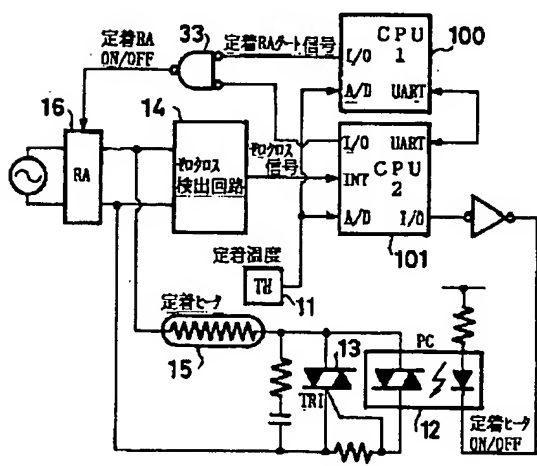 定着RA
ON/OFF
33
定着RAゲート信号
CPU
1
100
I/O
A/D
UART
16
RA
14
ゼロクロス
検出回路
ゼロクロス
信号
I/O
UART
INT
CPU
2
A/D
I/O
101
定着温度
TH
11
定着ヒータ
15
13
TRI
PC
12
定着ヒータ
ON/OFF